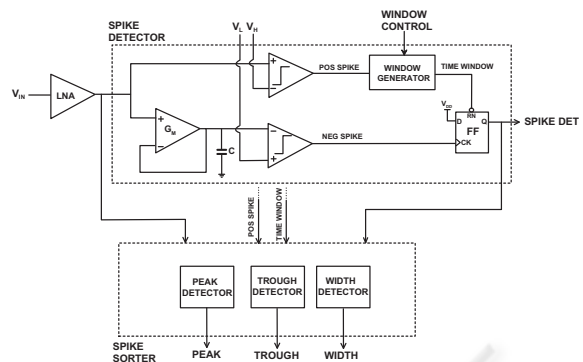 SPIKE
DETECTOR
V_L V_H
WINDOW
CONTROL
V_IN
LNA
POS SPIKE
WINDOW
GENERATOR
TIME WINDOW
G_M
C
NEG SPIKE
V_DD
D
RN
Q
FF
CK
SPIKE DET
POS SPIKE
TIME WINDOW
PEAK
DETECTOR
TROUGH
DETECTOR
WIDTH
DETECTOR
SPIKE
SORTER
PEAK
TROUGH
WIDTH